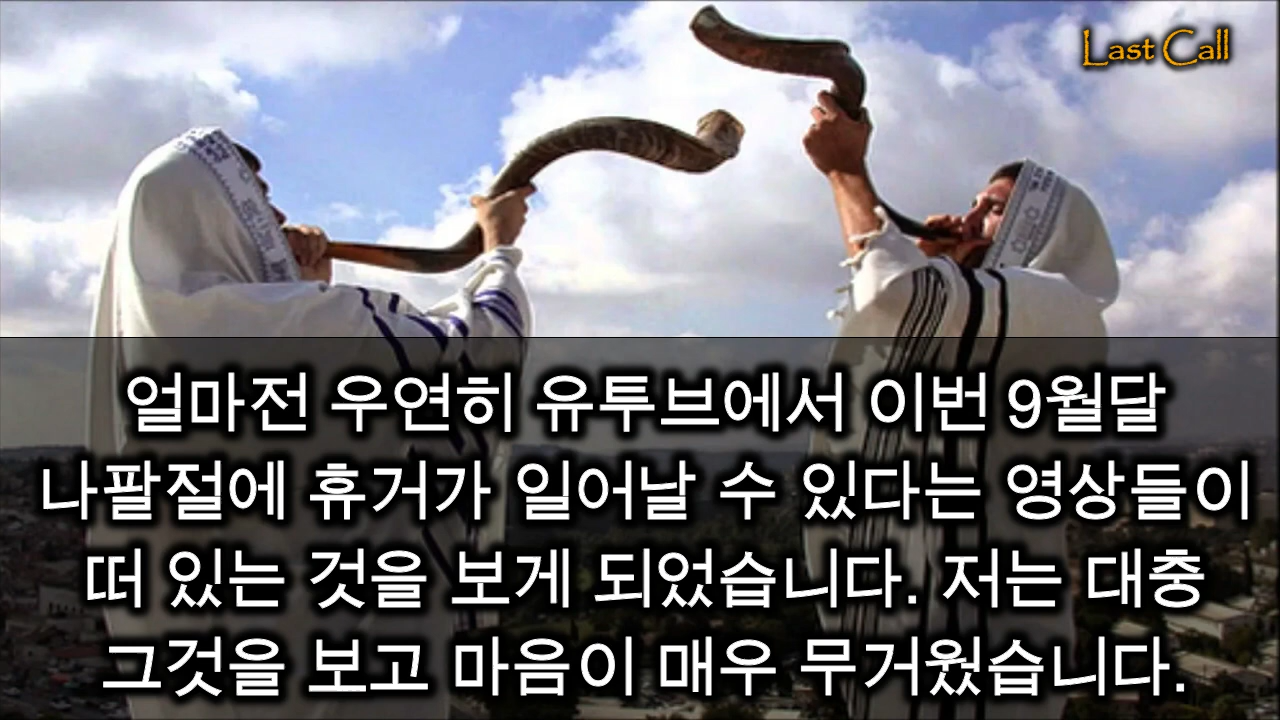 Last Call
얼마전 우연히 유투브에서 이번 9월달
나팔절에 휴거가 일어날 수 있다는 영상들이
떠 있는 것을 보게 되었습니다. 저는 대충
그것을 보고 마음이 매우 무거웠습니다.